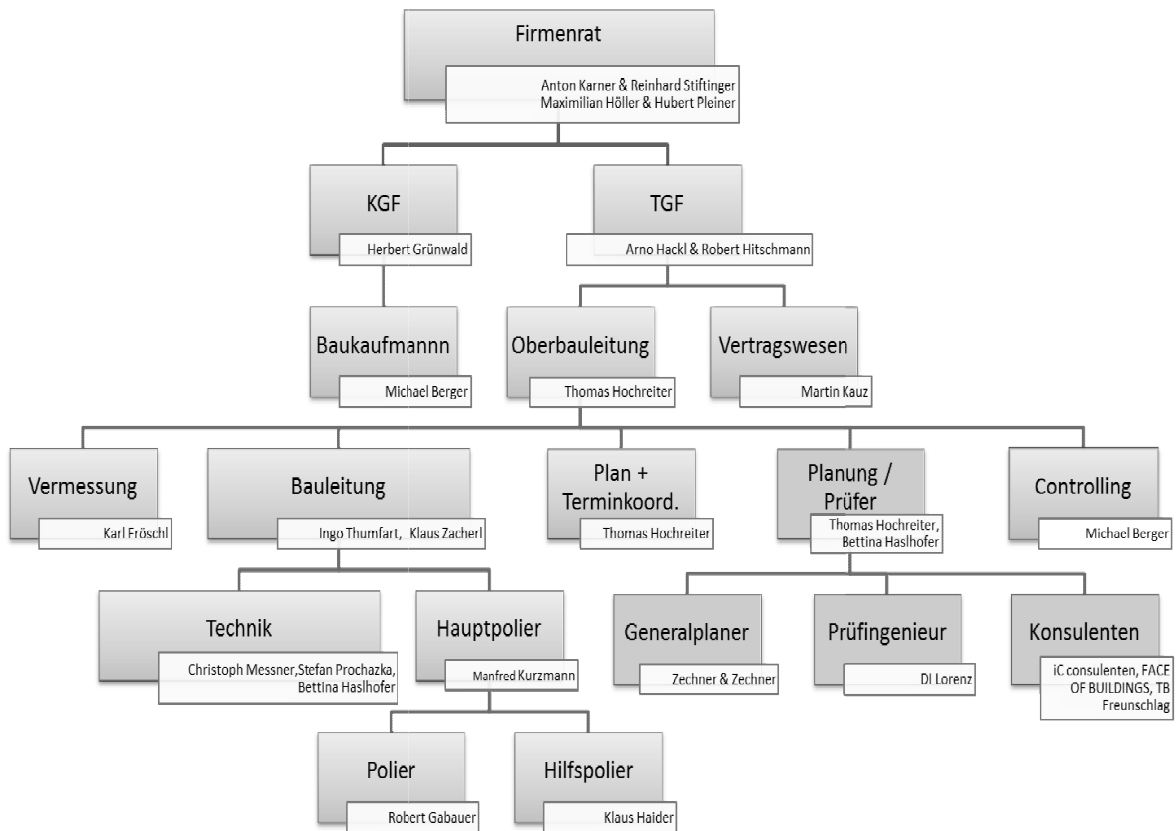 Firmenrat
Anton Karner & Reinhard Stiftinger
Maximilian Höller & Hubert Pleiner
KGF
Herbert Grünwald
TGF
Arno Hackl & Robert Hitschmann
Baukaufmannn
Michael Berger
Oberbauleitung
Thomas Hochreiter
Vertragswesen
Martin Kauz
Vermessung
Karl Fröschl
Bauleitung
Ingo Thumfart, Klaus Zacherl
Plan +
Terminkoord.
Thomas Hochreiter
Planung /
Prüfer
Thomas Hochreiter,
Bettina Haslhofer
Controlling
Michael Berger
Technik
Christoph Messner,Stefan Prochazka,
Bettina Haslhofer
Hauptpolier
Manfred Kurzmann
Generalplaner
Zechner & Zechner
Prüfingenieur
DI Lorenz
Konsulenten
iC consulenten, FACE
OF BUILDINGS, TB
Freunschlag
Polier
Robert Gabauer
Hilfspolier
Klaus Haider